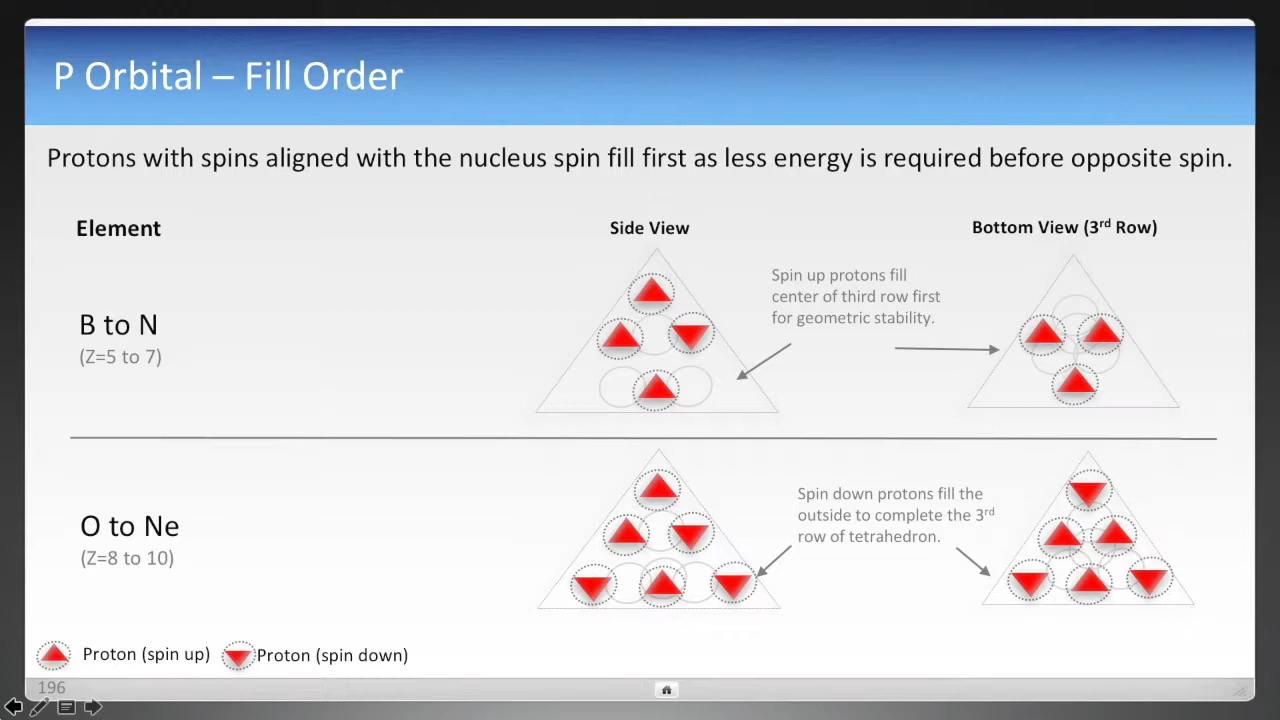 P Orbital – Fill Order
Protons with spins aligned with the nucleus spin fill first as less energy is required before opposite spin.
Element
Side View
Bottom View (3rd Row)
B to N
(Z=5 to 7)
Spin up protons fill
center of third row first
for geometric stability.
O to Ne
(Z=8 to 10)
Spin down protons fill the
outside to complete the 3rd
row of tetrahedron.
Proton (spin up)
Proton (spin down)
196